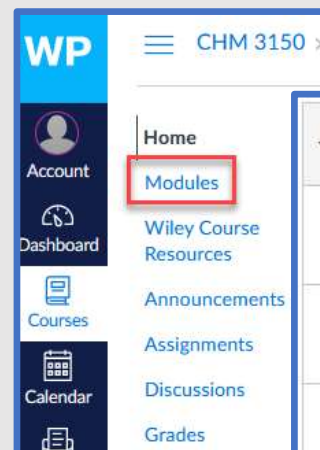 WP
CHM 3150 >
Account
Dashboard
Courses
Calendar
Home
Modules
Wiley Course
Resources
Announcements
Assignments
Discussions
Grades